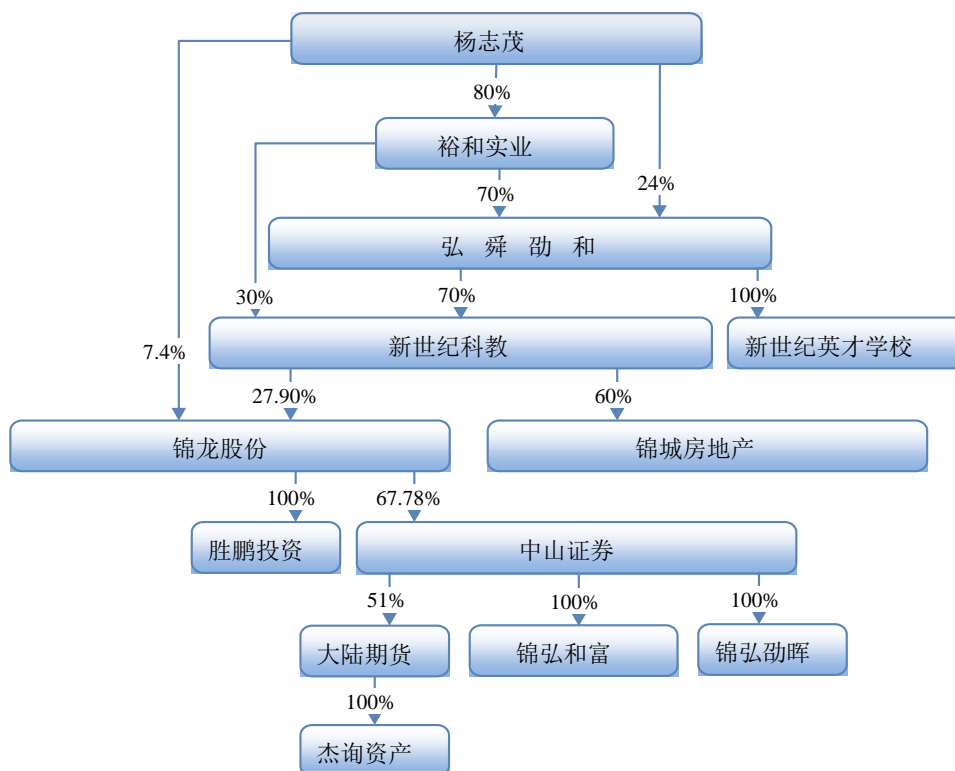 杨志茂
80%
裕和实业
70%
24%
弘 舜 劭 和
30%
70%
100%
新世纪科教
新世纪英才学校
7.4%
27.90%
60%
锦龙股份
锦城房地产
100%
67.78%
胜鹏投资
中山证券
51%
100%
100%
大陆期货
锦弘和富
锦弘劭晖
100%
杰询资产